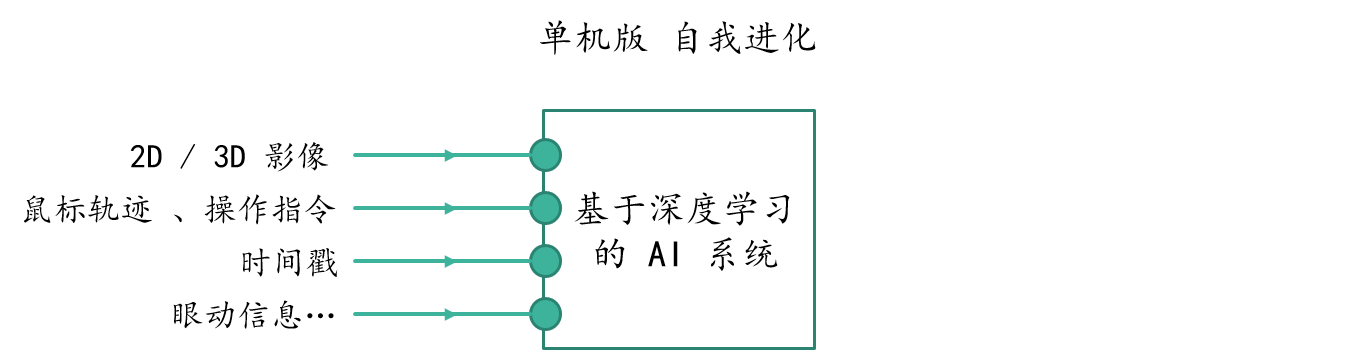 单机版 自我进化
2D / 3D 影像
鼠标轨迹 、操作指令
时间戳
眼动信息…
基于深度学习
的 AI 系统